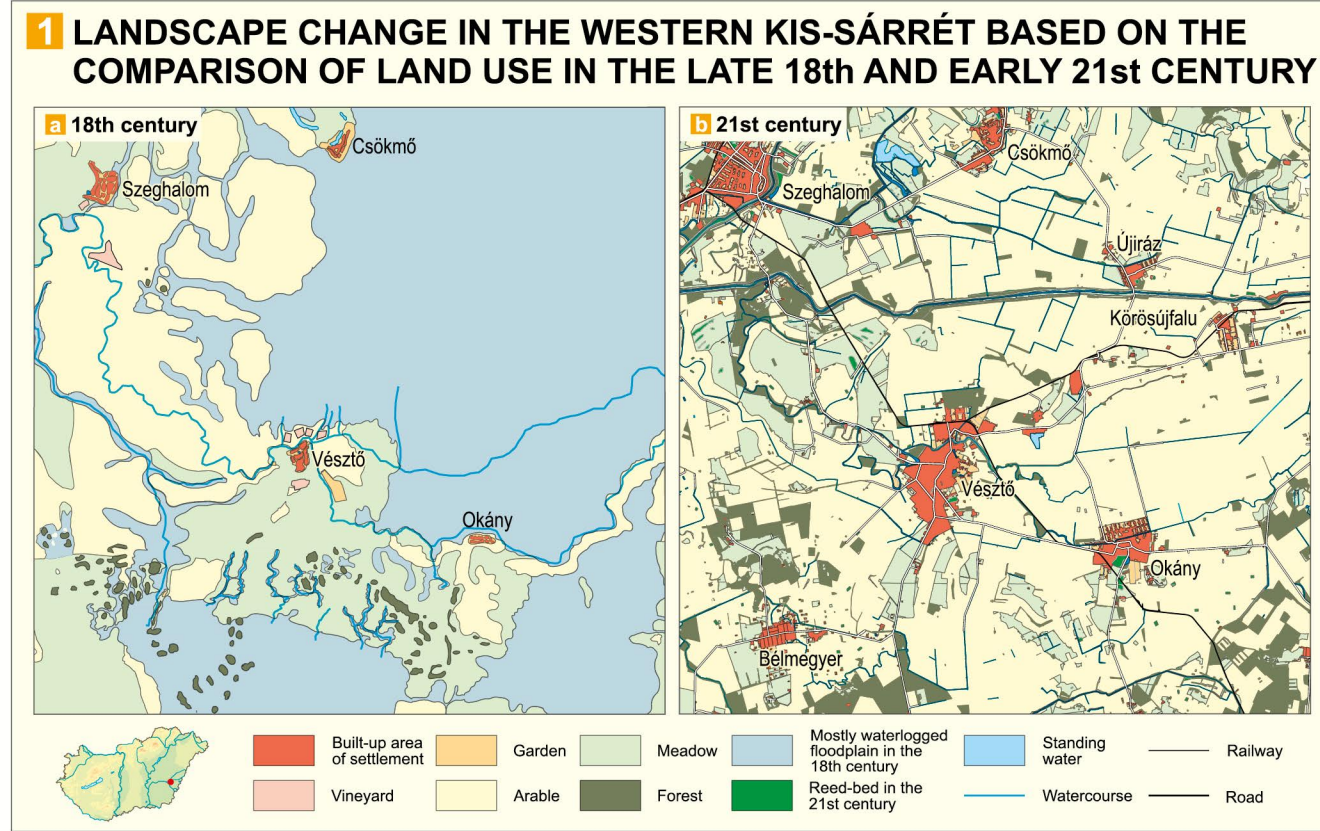 1 LANDSCAPE CHANGE IN THE WESTERN KIS-SÁRRÉT BASED ON THE
COMPARISON OF LAND USE IN THE LATE 18th AND EARLY 21st CENTURY
a 18th century
Csökmő
Szeghalom
Vésztő
Okány
b 21st century
Csökmő
Szeghalom
Újiráz
Körösújfalu
Vésztő
Okány
Bélmegyer
Built-up area
of settlement
Garden
Meadow
Mostly waterlogged
floodplain in the
18th century
Standing
water
Railway
Vineyard
Arable
Forest
Reed-bed in the
21st century
Watercourse
Road